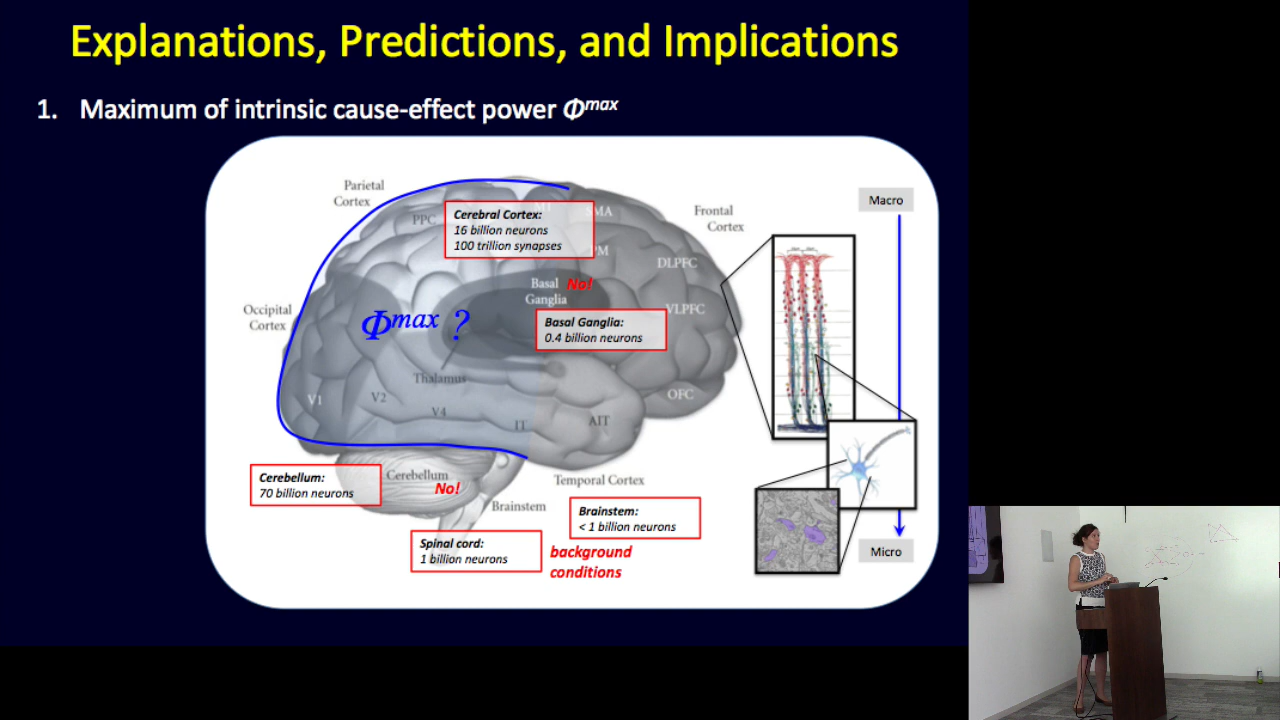 Explanations, Predictions, and Implications
1. Maximum of intrinsic cause-effect power Φmax
Parietal
Cortex
PPC
Cerebral Cortex:
16 billion neurons
100 trillion synapses
SMA
PM
Frontal
Cortex
DLPFC
VLPFC
OFC
Basal
Ganglia
No!
Basal Ganglia:
0.4 billion neurons
Occipital
Cortex
Φmax ?
Thalamus
V1
V2
V4
IT
AIT
Temporal Cortex
Cerebellum:
70 billion neurons
Cerebellum
No!
Brainstem
Brainstem:
< 1 billion neurons
Spinal cord:
1 billion neurons
background
conditions
Macro
Micro